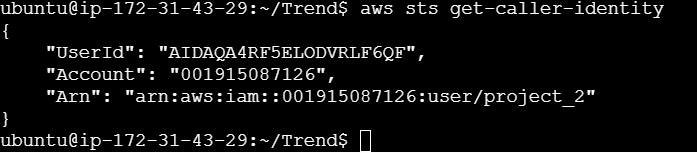 ubuntu@ip-172-31-43-29:~/Trend$ aws sts get-caller-identity
{
    "UserId": "AIDAQA4RF5ELODVRLF6QF",
    "Account": "001915087126",
    "Arn": "arn:aws:iam::001915087126:user/project_2"
}
ubuntu@ip-172-31-43-29:~/Trend$